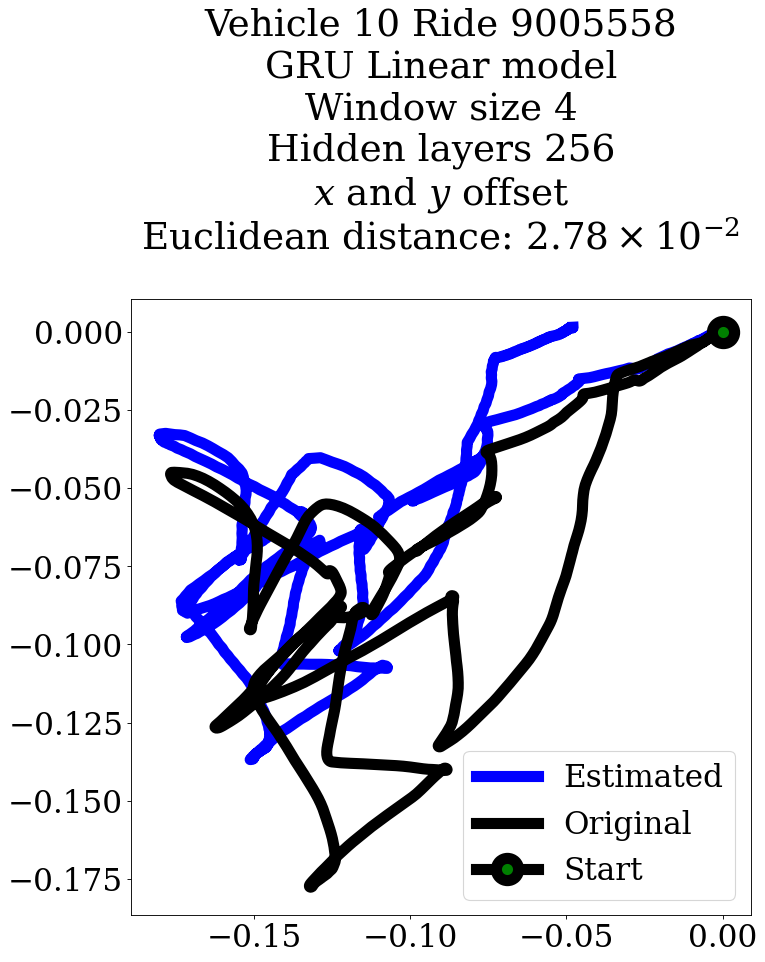 Vehicle 10 Ride 9005558
GRU Linear model
Window size 4
Hidden layers 256
x and y offset
Euclidean distance: 2.78 × 10⁻²
0.000
−0.025
−0.050
−0.075
−0.100
−0.125
−0.150
−0.175
Estimated
Original
Start
−0.15 −0.10 −0.05 0.00